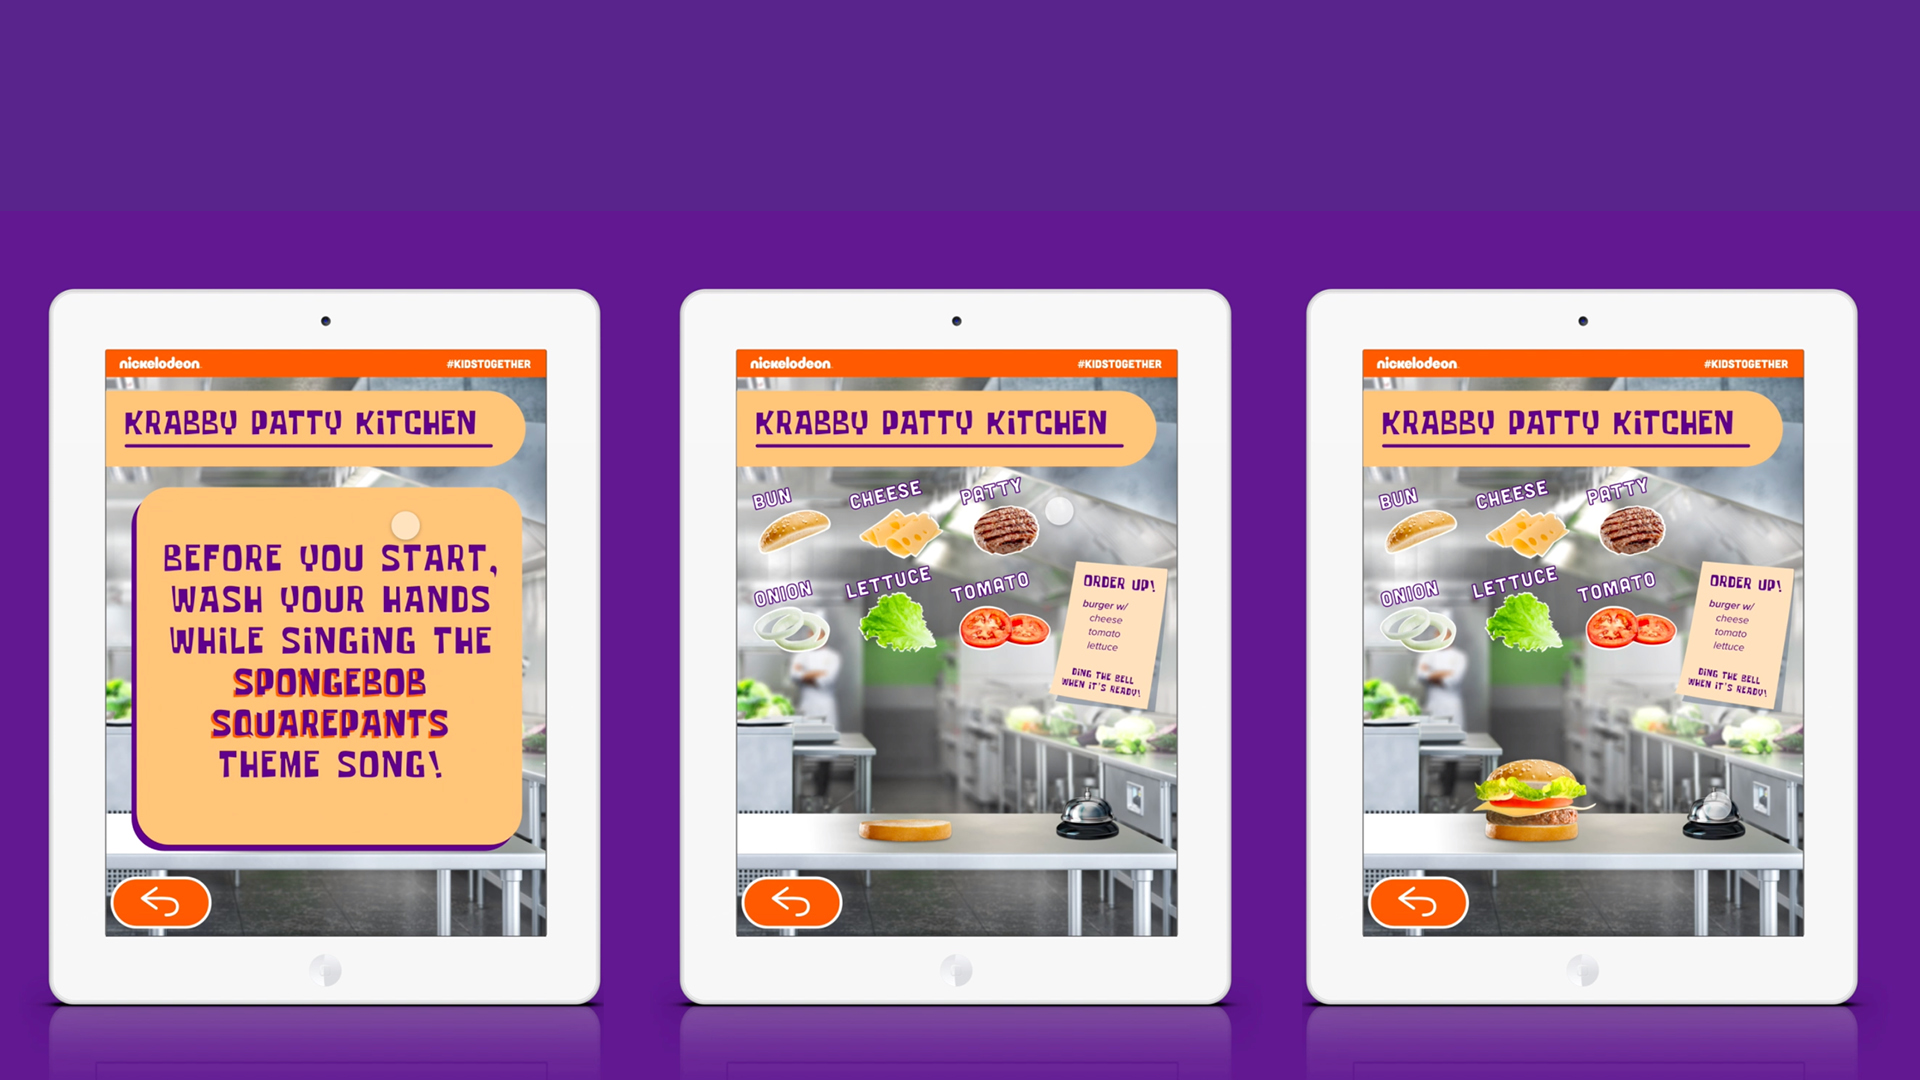 nickelodeon
#KIDSTOGETHER
KRABBY PATTY KiTCHEN
BEFORE YOU START,
WASH YOUR HANDS
WHiLE SiNGiNG THE
SPONGEBOB
SQUAREPANTS
THEME SONG!
nickelodeon
#KIDSTOGETHER
KRABBY PATTY KiTCHEN
BUN
CHEESE
PATTY
ONION
LETTUCE
TOMATO
ORDER UP!
burger w/
cheese
tomato
lettuce
DiNG THE BELL
WHEN iT'S READY!
nickelodeon
#KIDSTOGETHER
KRABBY PATTY KiTCHEN
BUN
CHEESE
PATTY
ONION
LETTUCE
TOMATO
ORDER UP!
burger w/
cheese
tomato
lettuce
DiNG THE BELL
WHEN iT'S READY!